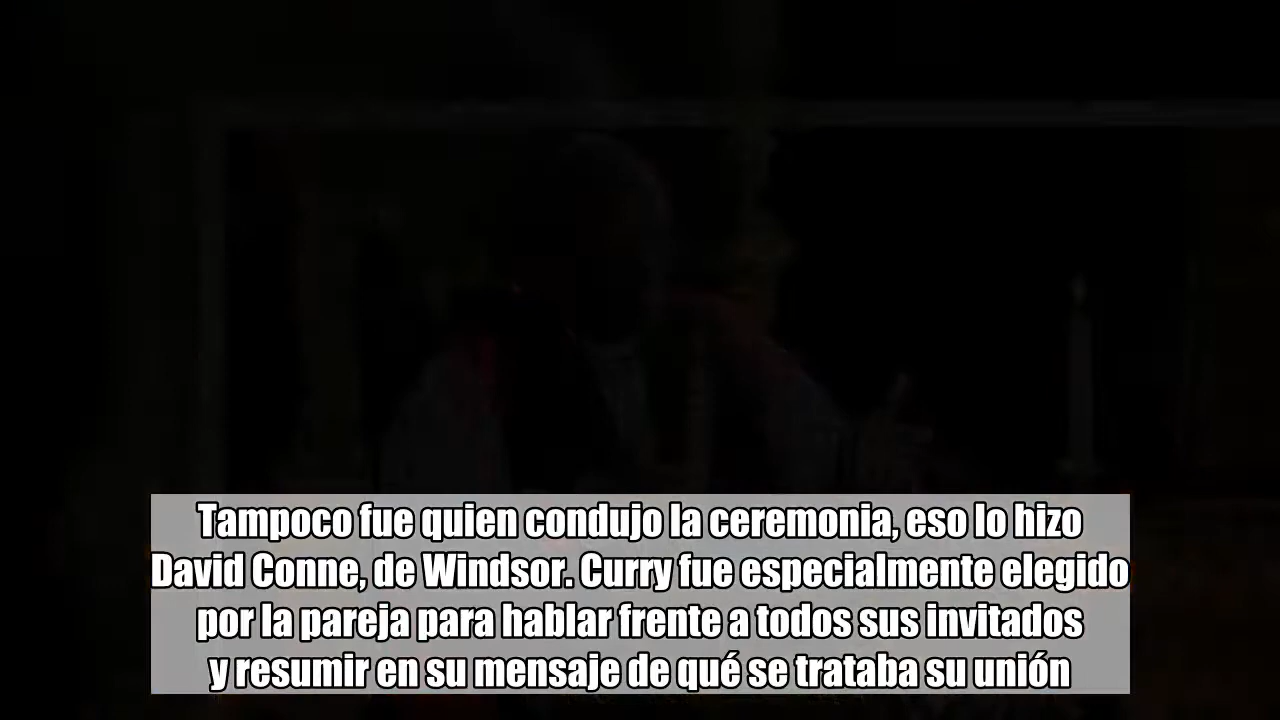 Tampoco fue quien condujo la ceremonia, eso lo hizo
David Conne, de Windsor. Curry fue especialmente elegido
por la pareja para hablar frente a todos sus invitados
y resumir en su mensaje de qué se trataba su unión